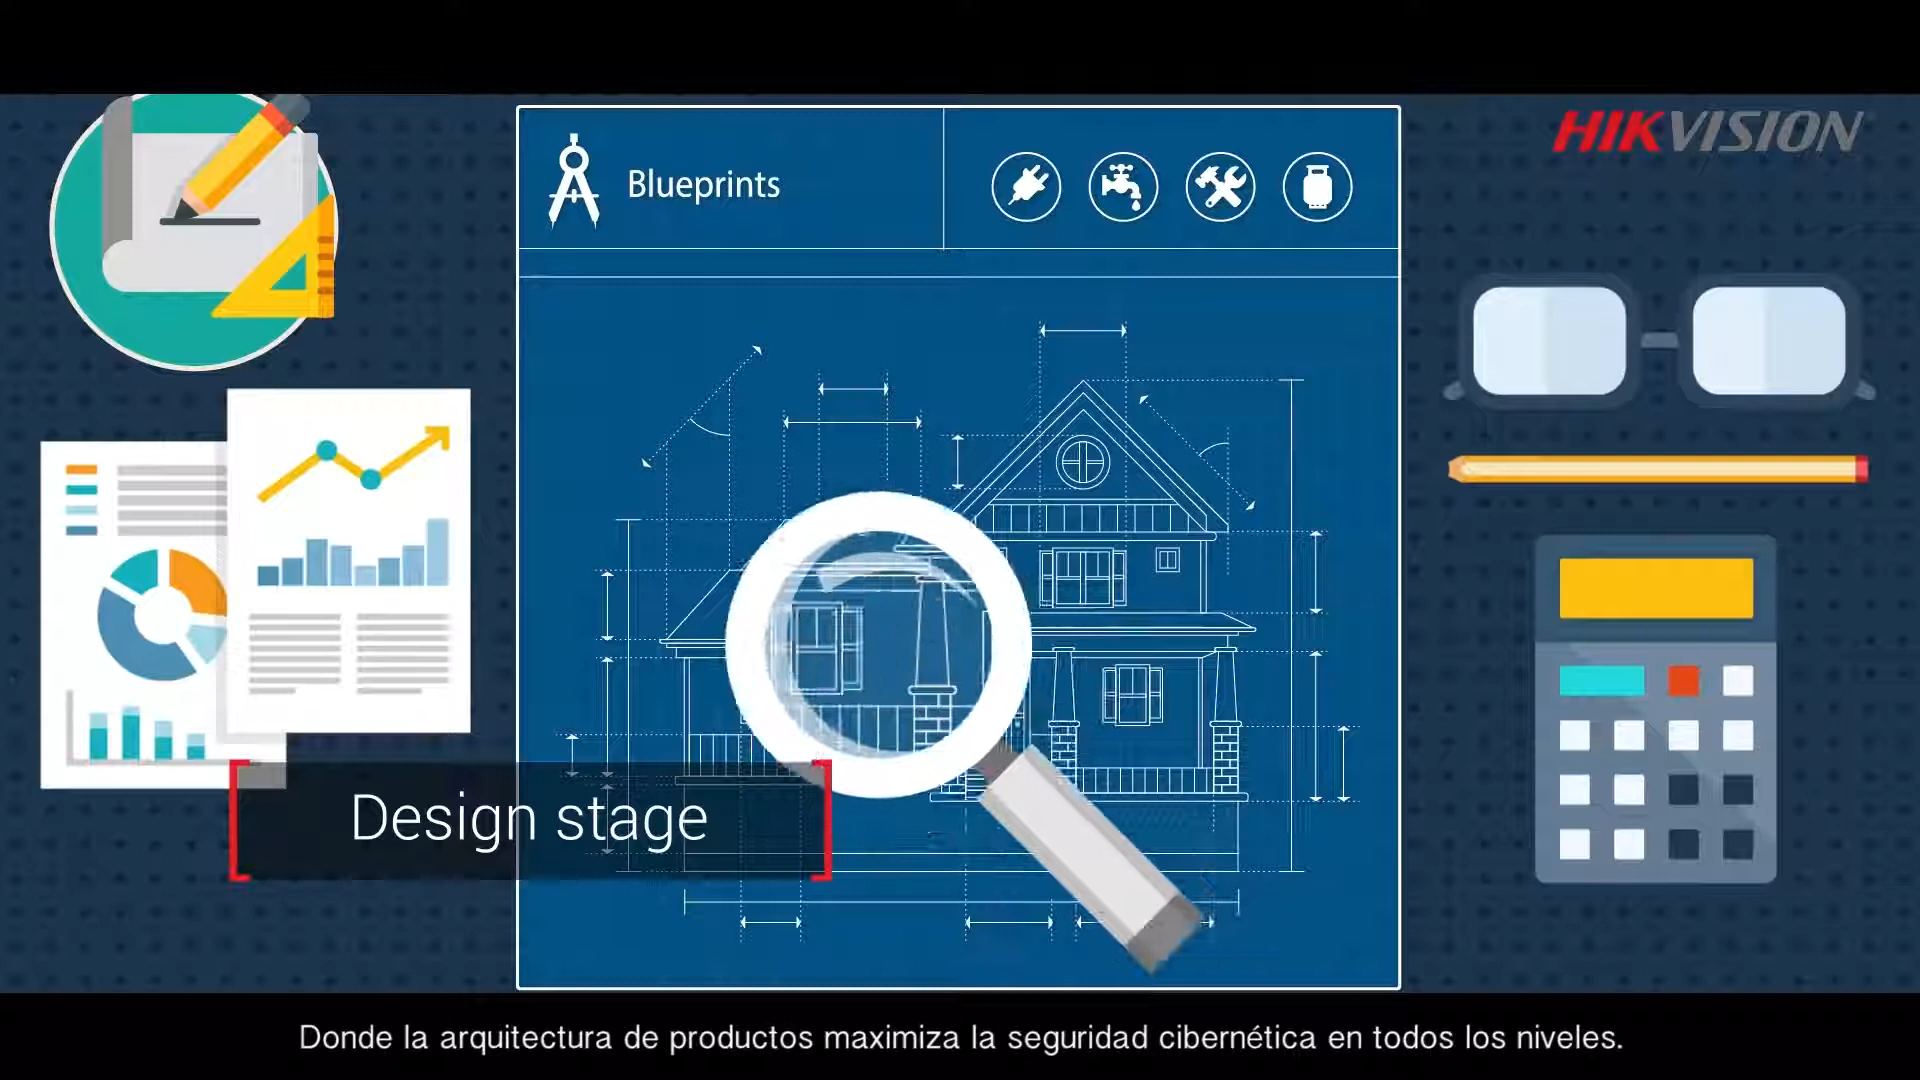 HIKVISION
Blueprints
Design stage
Donde la arquitectura de productos maximiza la seguridad cibernética en todos los niveles.